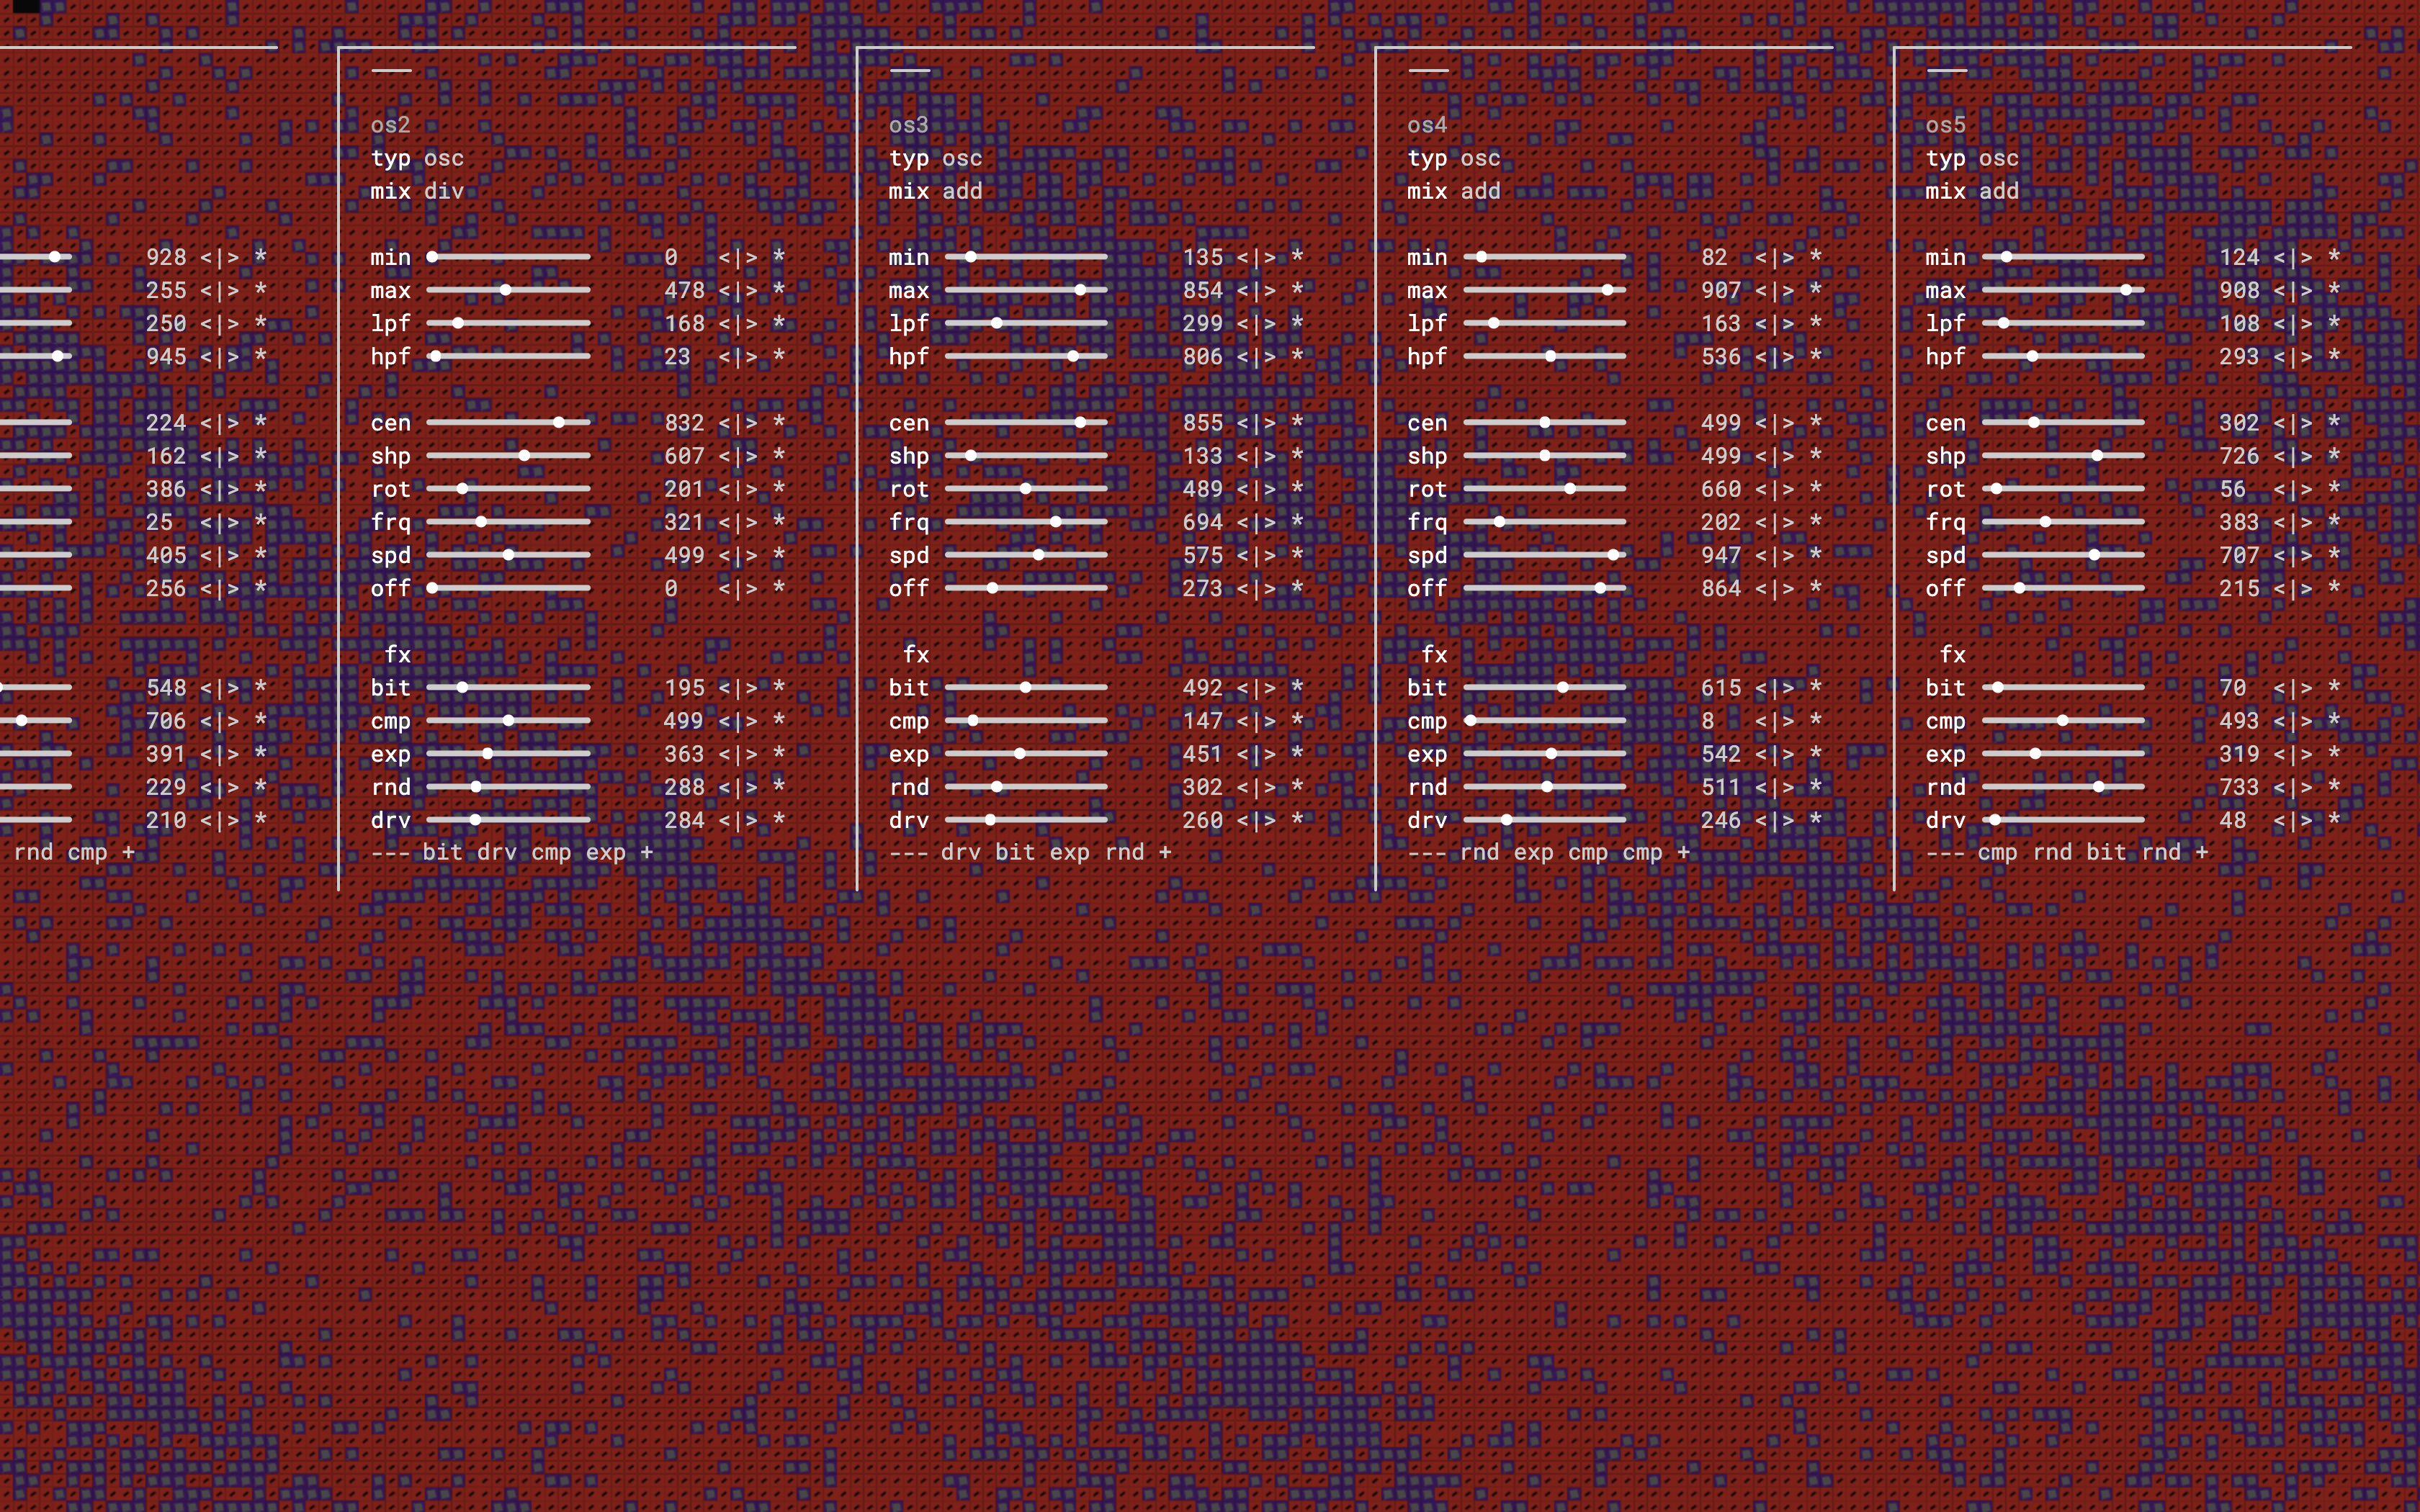 928 <|> *
255 <|> *
250 <|> *
945 <|> *
224 <|> *
162 <|> *
386 <|> *
25 <|> *
405 <|> *
256 <|> *
548 <|> *
706 <|> *
391 <|> *
229 <|> *
210 <|> *
rnd cmp +
os2
typ osc
mix div
min 0 <|> *
max 478 <|> *
lpf 168 <|> *
hpf 23 <|> *
cen 832 <|> *
shp 607 <|> *
rot 201 <|> *
frq 321 <|> *
spd 499 <|> *
off 0 <|> *
fx
bit 195 <|> *
cmp 499 <|> *
exp 363 <|> *
rnd 288 <|> *
drv 284 <|> *
--- bit drv cmp exp +
os3
typ osc
mix add
min 135 <|> *
max 854 <|> *
lpf 299 <|> *
hpf 806 <|> *
cen 855 <|> *
shp 133 <|> *
rot 489 <|> *
frq 694 <|> *
spd 575 <|> *
off 273 <|> *
fx
bit 492 <|> *
cmp 147 <|> *
exp 451 <|> *
rnd 302 <|> *
drv 260 <|> *
--- drv bit exp rnd +
os4
typ osc
mix add
min 82 <|> *
max 907 <|> *
lpf 163 <|> *
hpf 536 <|> *
cen 499 <|> *
shp 499 <|> *
rot 660 <|> *
frq 202 <|> *
spd 947 <|> *
off 864 <|> *
fx
bit 615 <|> *
cmp 8 <|> *
exp 542 <|> *
rnd 511 <|> *
drv 246 <|> *
--- rnd exp cmp cmp +
os5
typ osc
mix add
min 124 <|> *
max 908 <|> *
lpf 108 <|> *
hpf 293 <|> *
cen 302 <|> *
shp 726 <|> *
rot 56 <|> *
frq 383 <|> *
spd 707 <|> *
off 215 <|> *
fx
bit 70 <|> *
cmp 493 <|> *
exp 319 <|> *
rnd 733 <|> *
drv 48 <|> *
--- cmp rnd bit rnd +